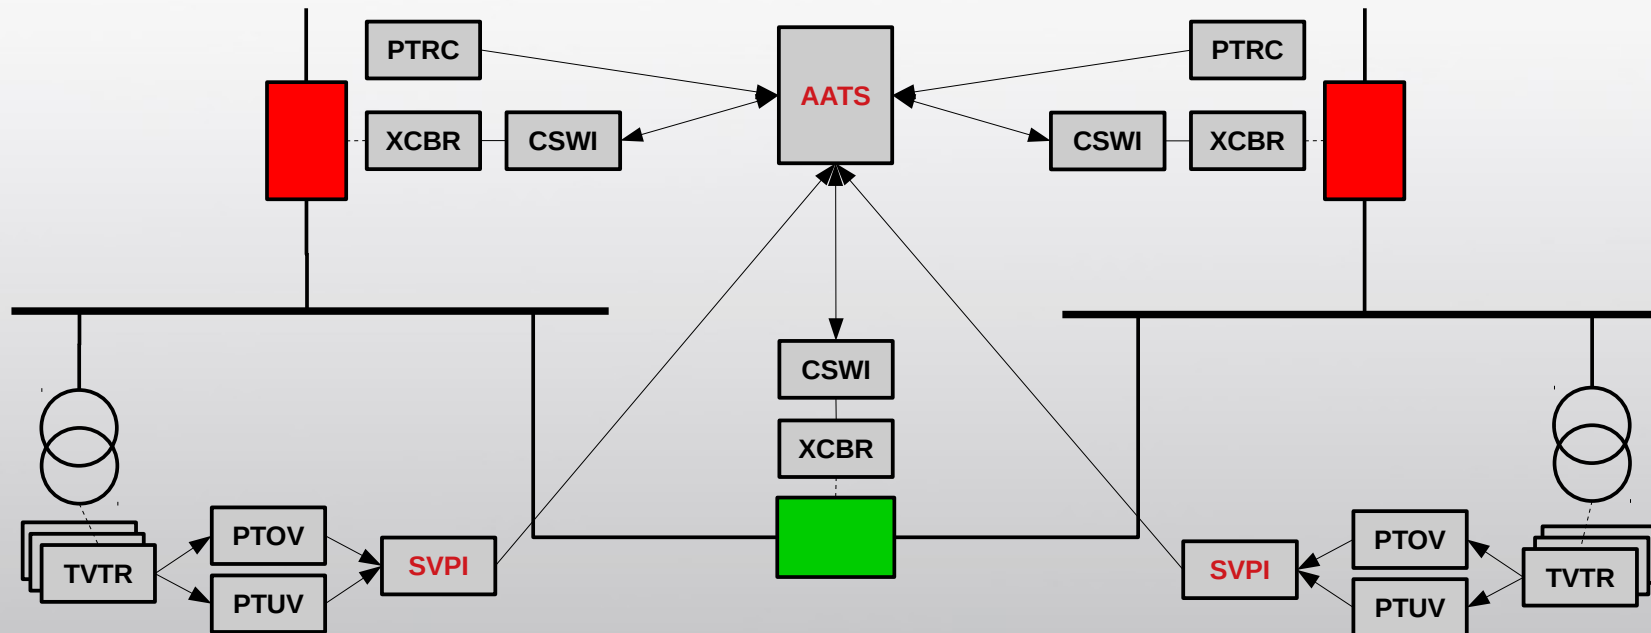 PTRC
AATS
PTRC
XCBR
CSWI
CSWI
XCBR
CSWI
XCBR
PTOV
PTOV
TVTR
SVPI
SVPI
TVTR
PTUV
PTUV